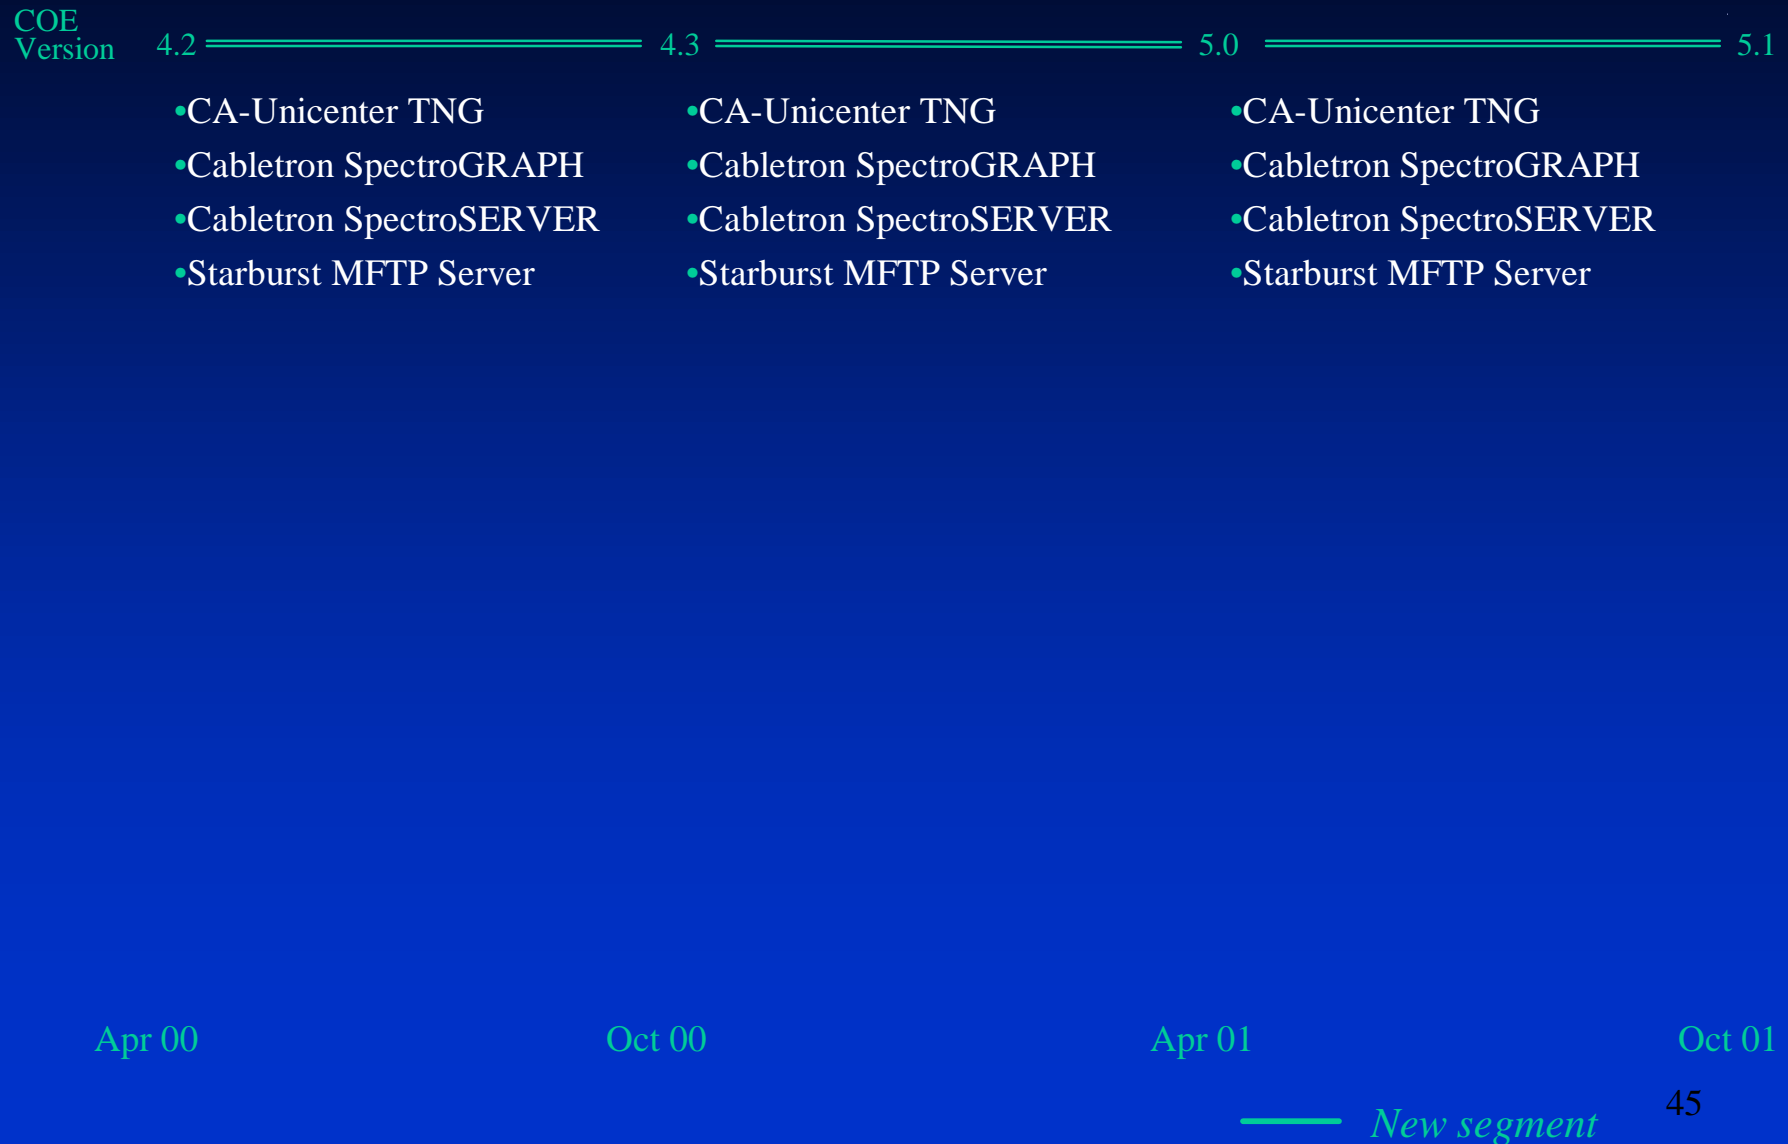 COE
Version 4.2 4.3 5.0 5.1
•CA-Unicenter TNG
•Cabletron SpectroGRAPH
•Cabletron SpectroSERVER
•Starburst MFTP Server
•CA-Unicenter TNG
•Cabletron SpectroGRAPH
•Cabletron SpectroSERVER
•Starburst MFTP Server
•CA-Unicenter TNG
•Cabletron SpectroGRAPH
•Cabletron SpectroSERVER
•Starburst MFTP Server
Apr 00 Oct 00 Apr 01 Oct 01
45
New segment